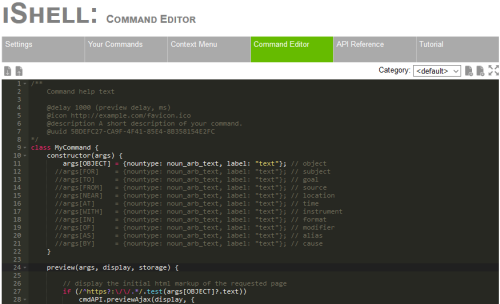 iShell: Command Editor
Settings Your Commands Context Menu Command Editor API Reference Tutorial
Category: <default>
1 /**
2 Command help text
3
4 @delay 1000 (preview delay, ms)
5 @icon http://example.com/favicon.ico
6 @description A short description of your command.
7 @uuid
8 */
9 class MyCommand {
10 constructor(args) {
11 args[OBJECT] = {nountype: noun_arb_text, label: "text"}; // object
12 //args[FOR] = {nountype: noun_arb_text, label: "text"}; // subject
13 //args[TO] = {nountype: noun_arb_text, label: "text"}; // goal
14 //args[FROM] = {nountype: noun_arb_text, label: "text"}; // source
15 //args[NEAR] = {nountype: noun_arb_text, label: "text"}; // location
16 //args[AT] = {nountype: noun_arb_text, label: "text"}; // time
17 //args[WITH] = {nountype: noun_arb_text, label: "text"}; // instrument
18 //args[IN] = {nountype: noun_arb_text, label: "text"}; // format
19 //args[OF] = {nountype: noun_arb_text, label: "text"}; // modifier
20 //args[AS] = {nountype: noun_arb_text, label: "text"}; // alias
21 //args[BY] = {nountype: noun_arb_text, label: "text"}; // cause
22 }
23
24 preview(args, display, storage) {
25
26 // display the initial html markup of the requested page
27 if (/^https?:\/\/.*/.test(args[OBJECT]?.text))
28 cmdAPI.previewAjax(display, {